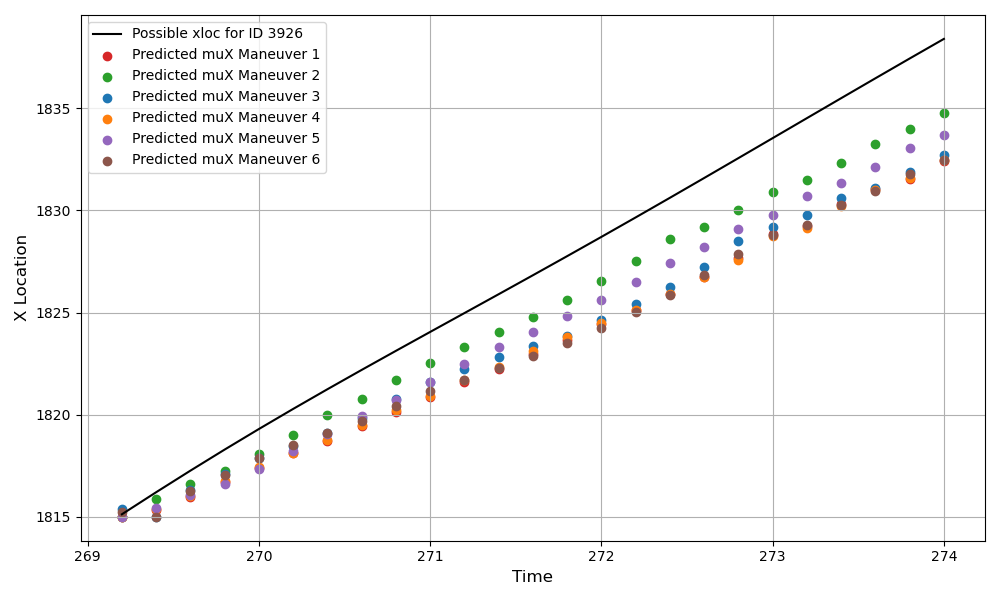 Possible xloc for ID 3926
Predicted muX Maneuver 1
Predicted muX Maneuver 2
Predicted muX Maneuver 3
Predicted muX Maneuver 4
Predicted muX Maneuver 5
Predicted muX Maneuver 6
X Location
1835
1830
1825
1820
1815
269
270
271
272
273
274
Time